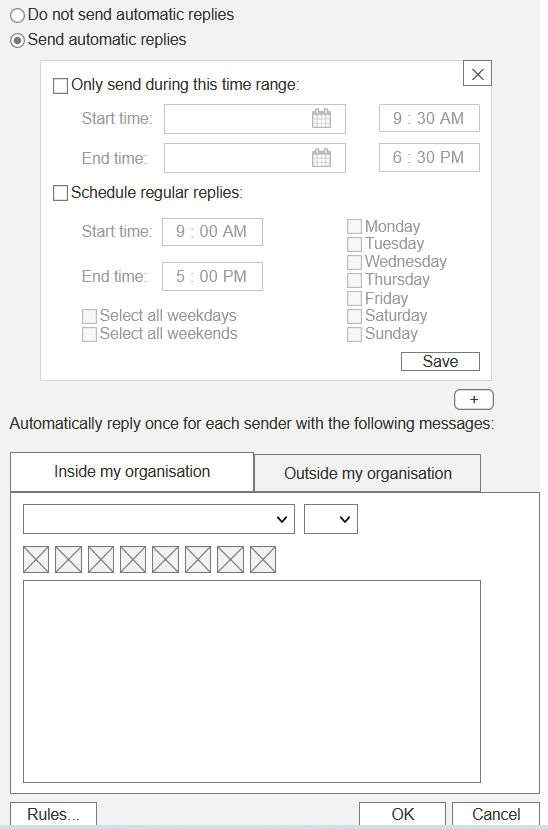 Do not send automatic replies
Send automatic replies
Only send during this time range:
Start time: 9 : 30 AM
End time: 6 : 30 PM
Schedule regular replies:
Start time: 9 : 00 AM
End time: 5 : 00 PM
Select all weekdays
Select all weekends
Monday
Tuesday
Wednesday
Thursday
Friday
Saturday
Sunday
Save
+
Automatically reply once for each sender with the following messages:
Inside my organisation
Outside my organisation
Rules...
OK
Cancel